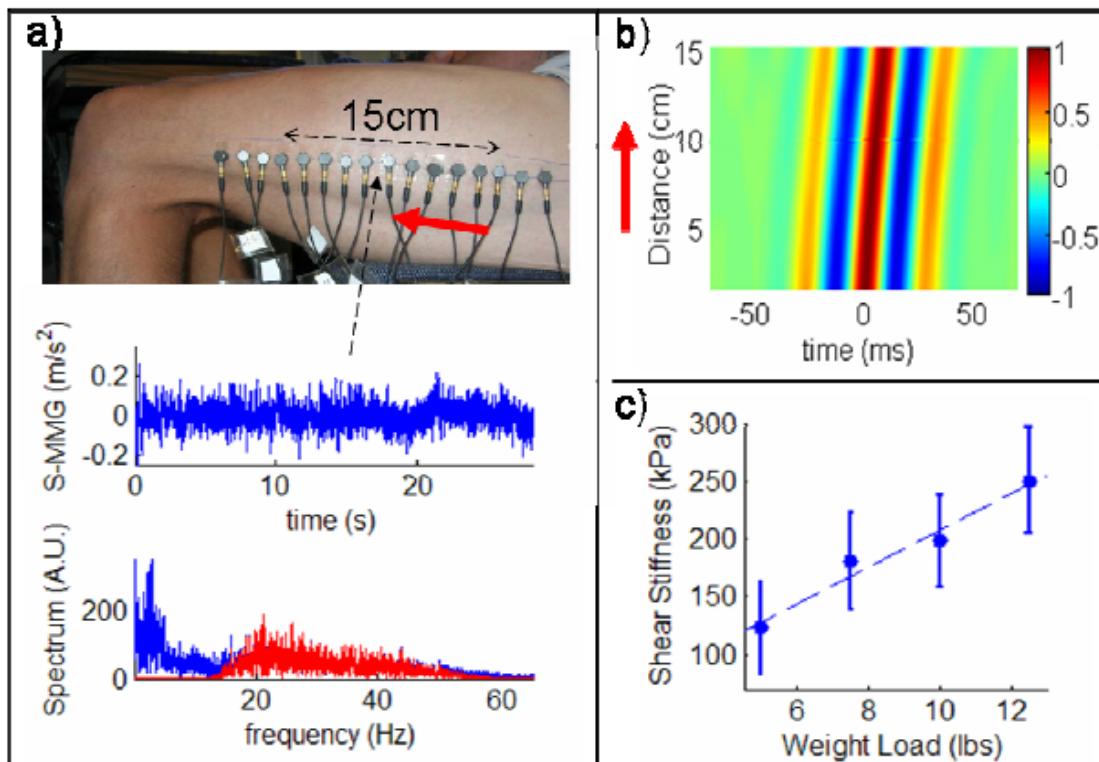 a)
15cm
S-MMG (m/s²)
0.2
0
-0.2
0 10 20
time (s)
Spectrum (A.U.)
200
0
20 40 60
frequency (Hz)
b)
Distance (cm)
15
10
5
-50 0 50
time (ms)
1
0.5
0
-0.5
-1
c)
Shear Stiffness (kPa)
300
250
200
150
100
6 8 10 12
Weight Load (lbs)